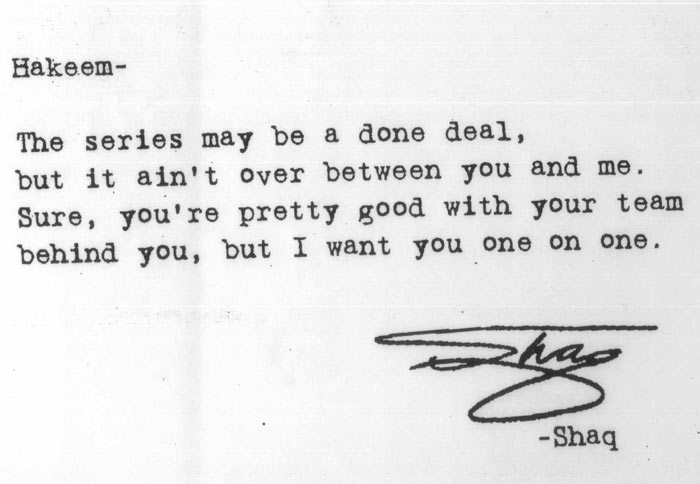 Hakeem-
The series may be a done deal,
but it ain't over between you and me.
Sure, you're pretty good with your team
behind you, but I want you one on one.
Shaq
-Shaq